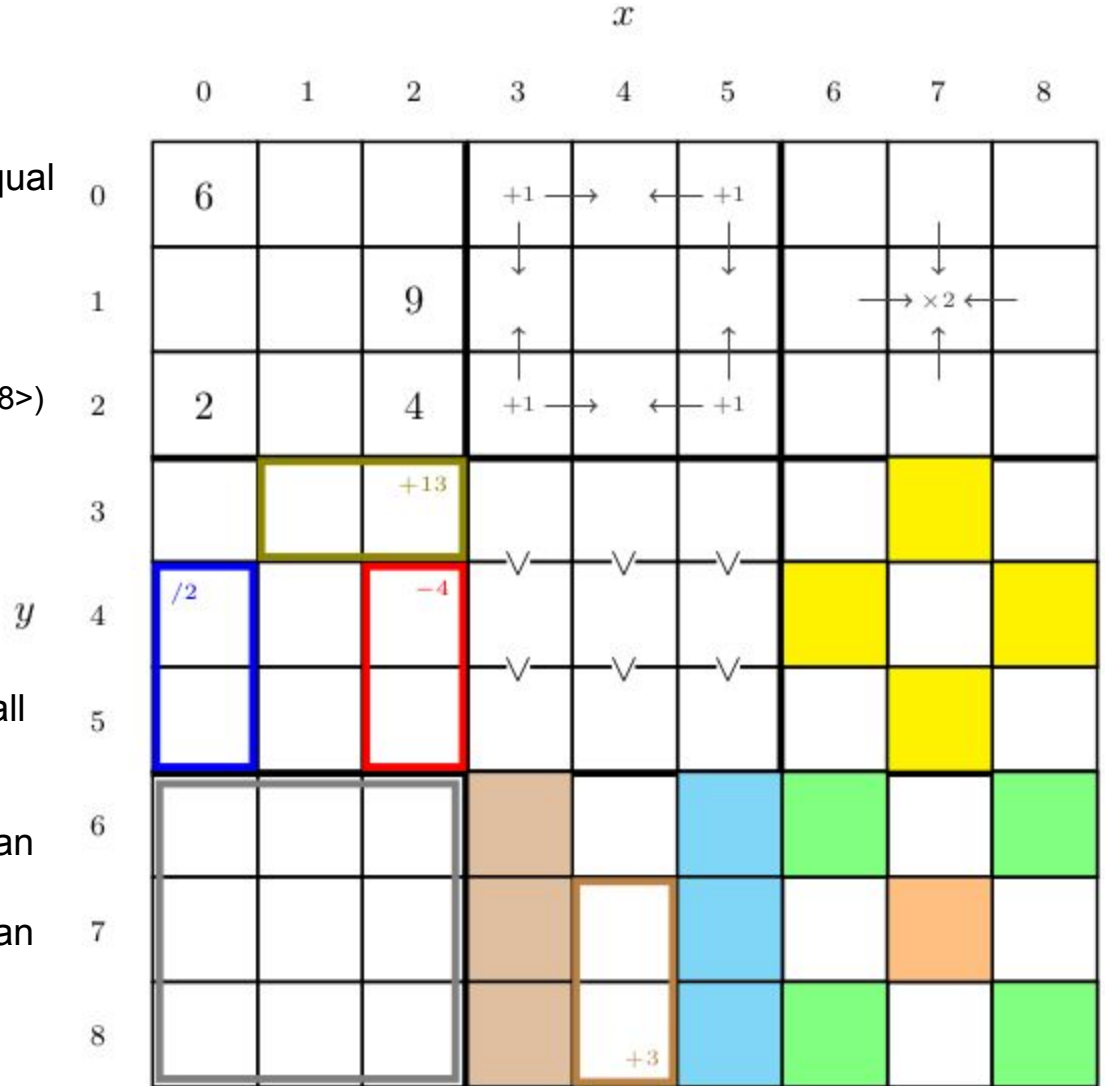 x
0 1 2 3 4 5 6 7 8
qual
0 6 +1 → ← +1
↓ ↓ ↓
1 9 → ×2 ←
↑ ↑ ↑
8>)
2 2 4 +1 → ← +1
3 +13
V V V
y 4 /2 −4
V V V
all
5
6
an
7
an
8 +3